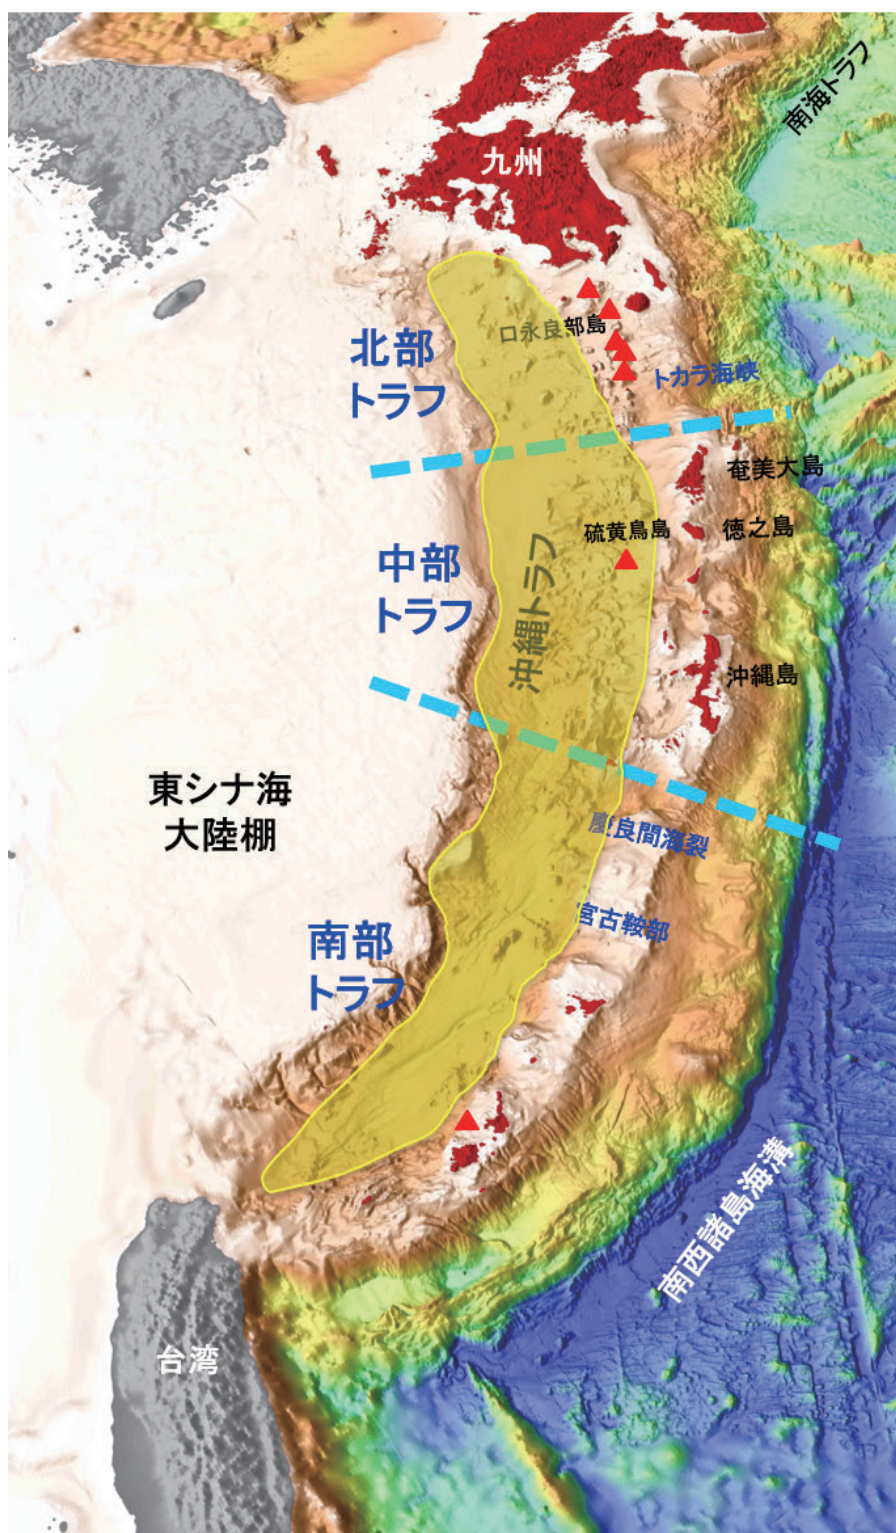 南海トラフ
九州
口永良部島
北部
トラフ
トカラ海峡
奄美大島
硫黄鳥島
徳之島
中部
トラフ
沖縄トラフ
沖縄島
東シナ海
大陸棚
慶良間海裂
宮古鞍部
南部
トラフ
南西諸島海溝
台湾